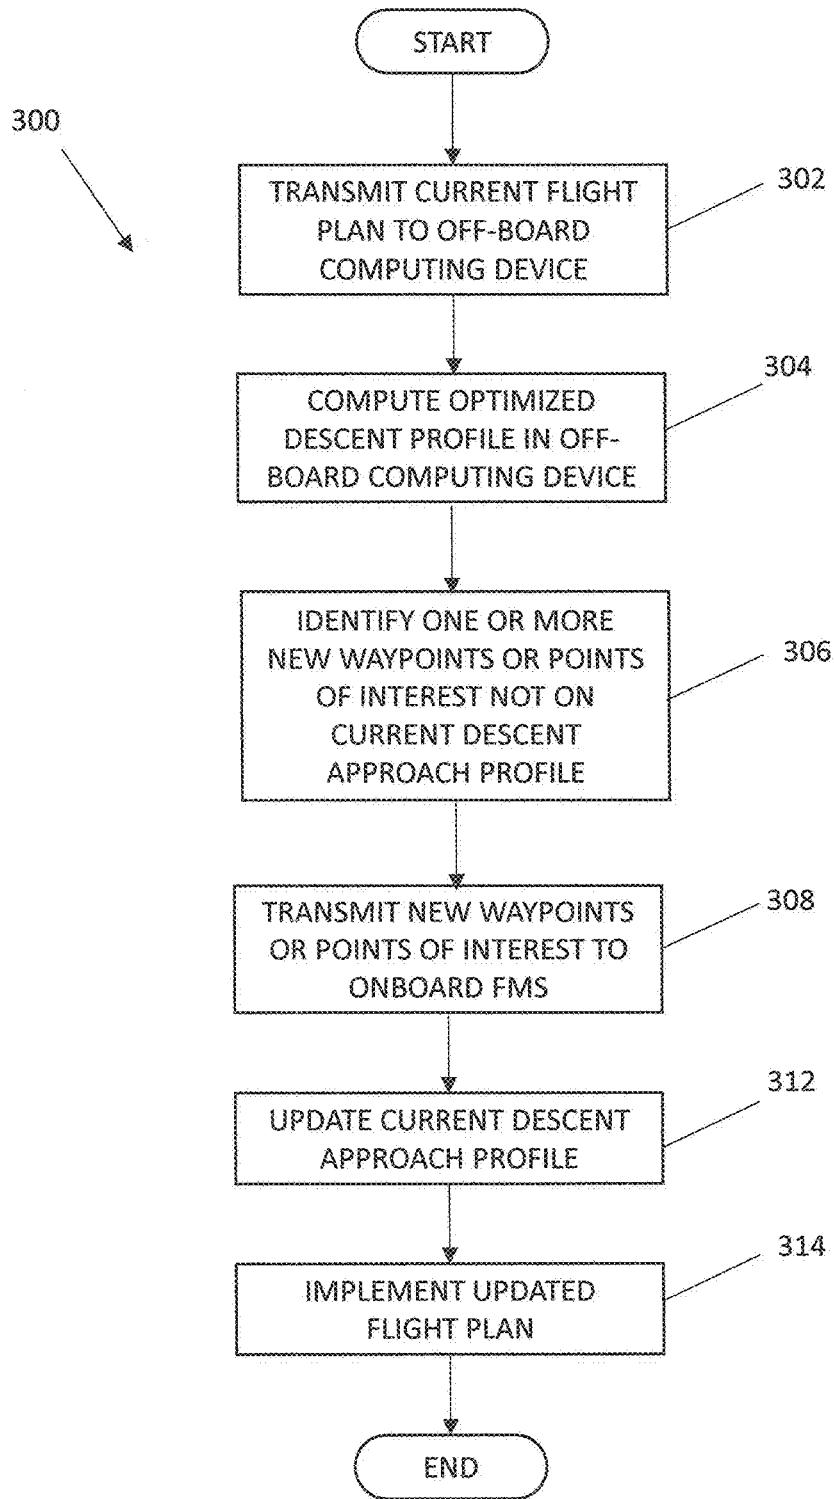 START
300
TRANSMIT CURRENT FLIGHT
PLAN TO OFF-BOARD
COMPUTING DEVICE
302
COMPUTE OPTIMIZED
DESCENT PROFILE IN OFF-
BOARD COMPUTING DEVICE
304
IDENTIFY ONE OR MORE
NEW WAYPOINTS OR POINTS
OF INTEREST NOT ON
CURRENT DESCENT
APPROACH PROFILE
306
TRANSMIT NEW WAYPOINTS
OR POINTS OF INTEREST TO
ONBOARD FMS
308
UPDATE CURRENT DESCENT
APPROACH PROFILE
312
IMPLEMENT UPDATED
FLIGHT PLAN
314
END